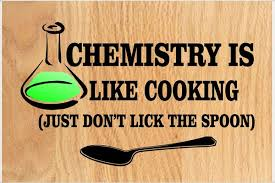 CHEMISTRY IS
LIKE COOKING
(JUST DON'T LICK THE SPOON)